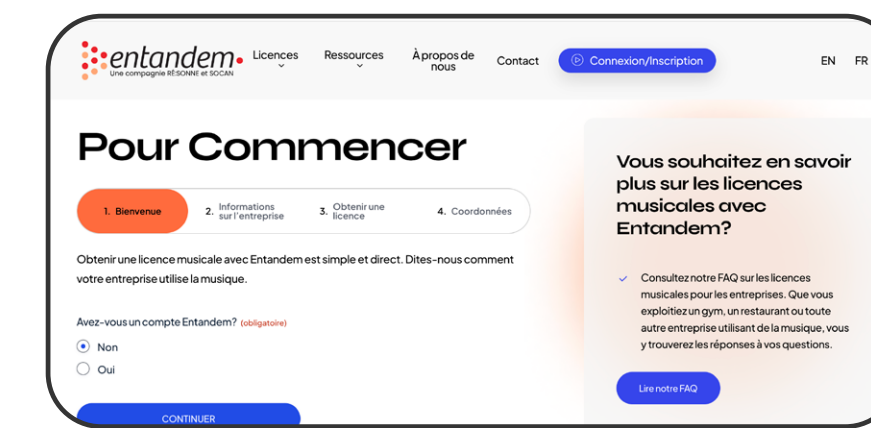 entandem
Une compagnie RÉ:SONNE et SOCAN
Licences
Ressources
À propos de
nous
Contact
Connexion/Inscription
EN FR
Pour Commencer
1. Bienvenue
2. Informations
sur l'entreprise
3. Obtenir une
licence
4. Coordonnées
Obtenir une licence musicale avec Entandem est simple et direct. Dites-nous comment
votre entreprise utilise la musique.
Avez-vous un compte Entandem? (obligatoire)
Non
Oui
CONTINUER
Vous souhaitez en savoir
plus sur les licences
musicales avec
Entandem?
Consultez notre FAQ sur les licences
musicales pour les entreprises. Que vous
exploitiez un gym, un restaurant ou toute
autre entreprise utilisant de la musique, vous
y trouverez les réponses à vos questions.
Lire notre FAQ